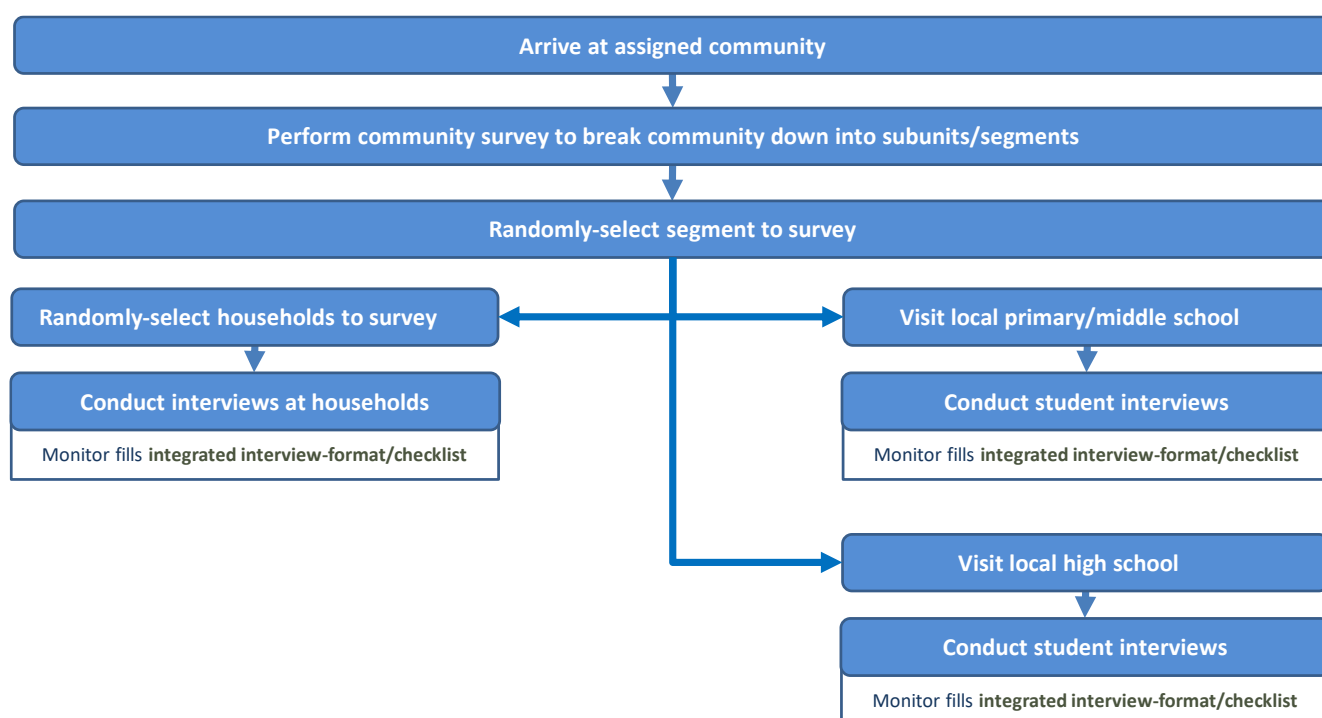 Arrive at assigned community
Perform community survey to break community down into subunits/segments
Randomly-select segment to survey
Randomly-select households to survey
Visit local primary/middle school
Conduct interviews at households
Conduct student interviews
Monitor fills integrated interview-format/checklist
Monitor fills integrated interview-format/checklist
Visit local high school
Conduct student interviews
Monitor fills integrated interview-format/checklist